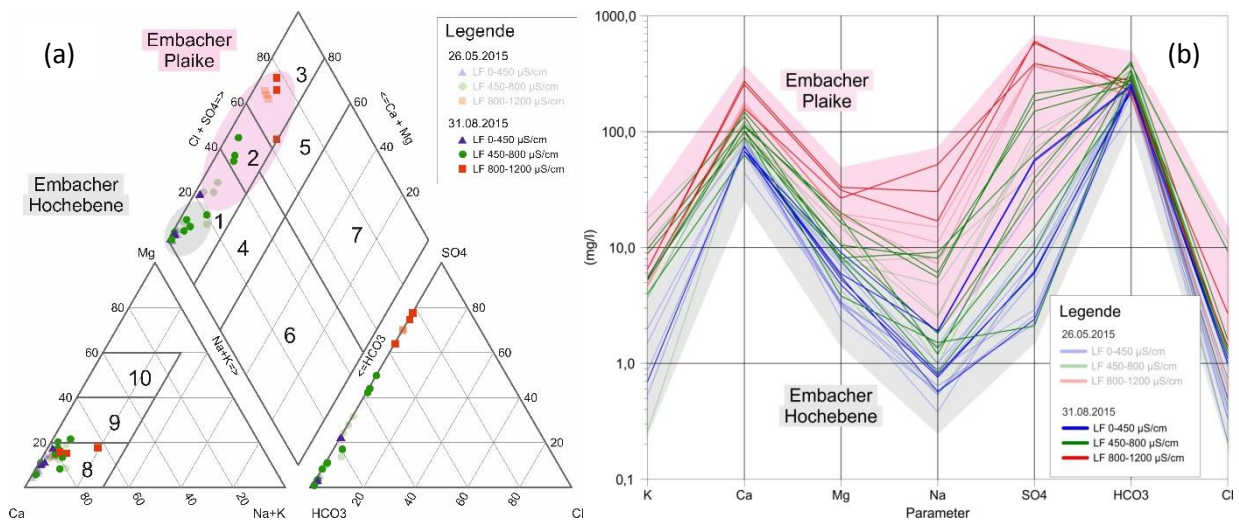 (a)
Embacher
Plaike
Embacher
Hochebene
Legende
26.05.2015
LF 0-450 µS/cm
LF 450-800 µS/cm
LF 800-1200 µS/cm
31.08.2015
LF 0-450 µS/cm
LF 450-800 µS/cm
LF 800-1200 µS/cm
80
80
3
60
60
Cl + SO4=>
<=Ca + Mg
40
2
5
40
20
1
20
4
7
Mg
SO4
80
80
6
Na+K=>
<=HCO3
60
60
10
40
40
9
20
20
8
80
60
40
20
20
40
60
80
Ca
Na+K
HCO3
Cl
(b)
1000,0
100,0
10,0
1,0
0,1
(mg/l)
Embacher
Plaike
Embacher
Hochebene
Legende
26.05.2015
LF 0-450 µS/cm
LF 450-800 µS/cm
LF 800-1200 µS/cm
31.08.2015
LF 0-450 µS/cm
LF 450-800 µS/cm
LF 800-1200 µS/cm
K
Ca
Mg
Na
SO4
HCO3
Cl
Parameter